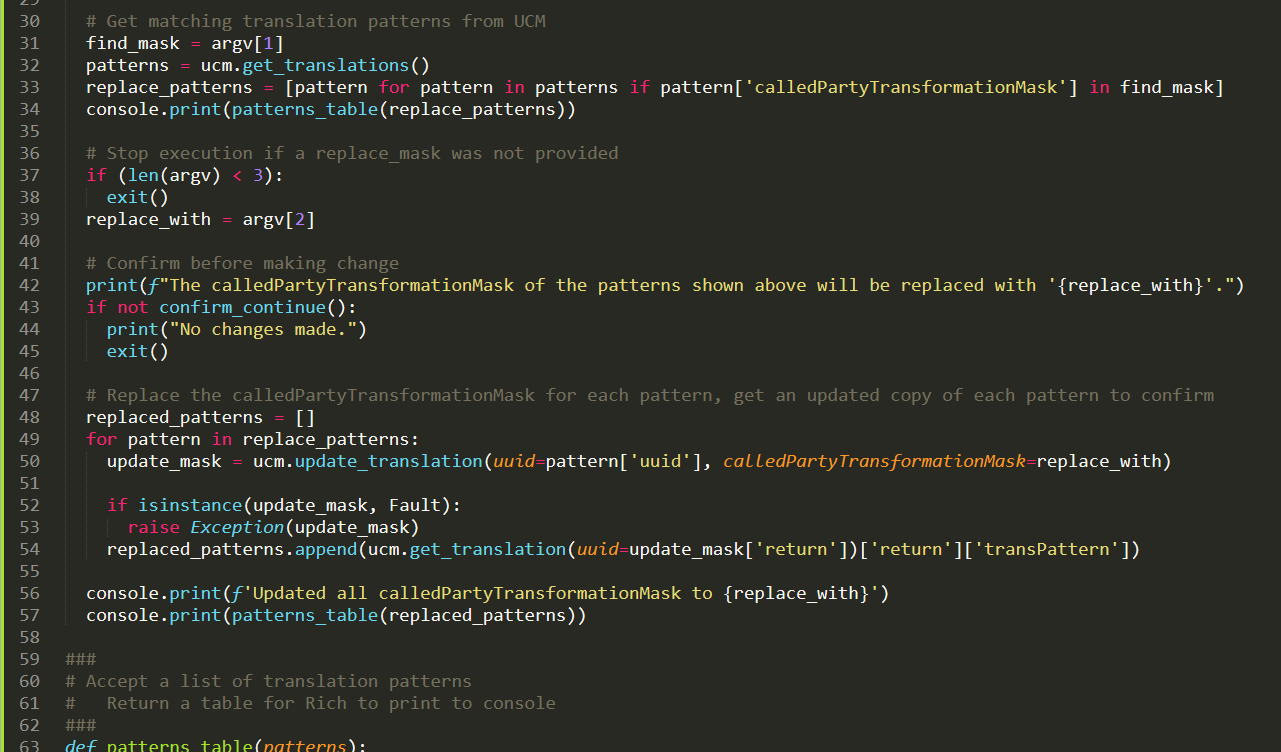 29
30 # Get matching translation patterns from UCM
31 find_mask = argv[1]
32 patterns = ucm.get_translations()
33 replace_patterns = [pattern for pattern in patterns if pattern['calledPartyTransformationMask'] in find_mask]
34 console.print(patterns_table(replace_patterns))
35
36 # Stop execution if a replace_mask was not provided
37 if (len(argv) < 3):
38 exit()
39 replace_with = argv[2]
40
41 # Confirm before making change
42 print(f"The calledPartyTransformationMask of the patterns shown above will be replaced with '{replace_with}'.")
43 if not confirm_continue():
44 print("No changes made.")
45 exit()
46
47 # Replace the calledPartyTransformationMask for each pattern, get an updated copy of each pattern to confirm
48 replaced_patterns = []
49 for pattern in replace_patterns:
50 update_mask = ucm.update_translation(uuid=pattern['uuid'], calledPartyTransformationMask=replace_with)
51
52 if isinstance(update_mask, Fault):
53 raise Exception(update_mask)
54 replaced_patterns.append(ucm.get_translation(uuid=update_mask['return'])['return']['transPattern'])
55
56 console.print(f'Updated all calledPartyTransformationMask to {replace_with}')
57 console.print(patterns_table(replaced_patterns))
58
59 ###
60 # Accept a list of translation patterns
61 # Return a table for Rich to print to console
62 ###
63 def patterns_table(patterns):